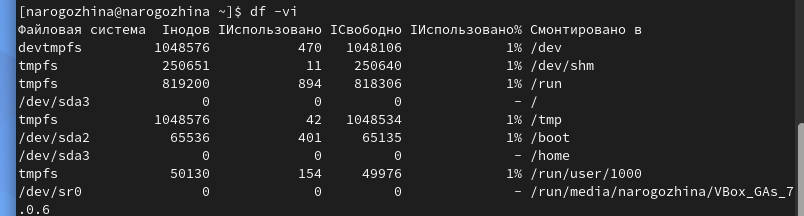 [narogozhina@narogozhina ~]$ df -vi
Файловая система  Iнодов IИспользовано IСвободно IИспользовано% Смонтировано в
devtmpfs         1048576           470   1048106             1% /dev
tmpfs             250651            11    250640             1% /dev/shm
tmpfs             819200           894    818306             1% /run
/dev/sda3              0             0         0              - /
tmpfs            1048576            42   1048534             1% /tmp
/dev/sda2          65536           401     65135             1% /boot
/dev/sda3              0             0         0              - /home
tmpfs              50130           154     49976             1% /run/user/1000
/dev/sr0               0             0         0              - /run/media/narogozhina/VBox_GAs_7
.0.6